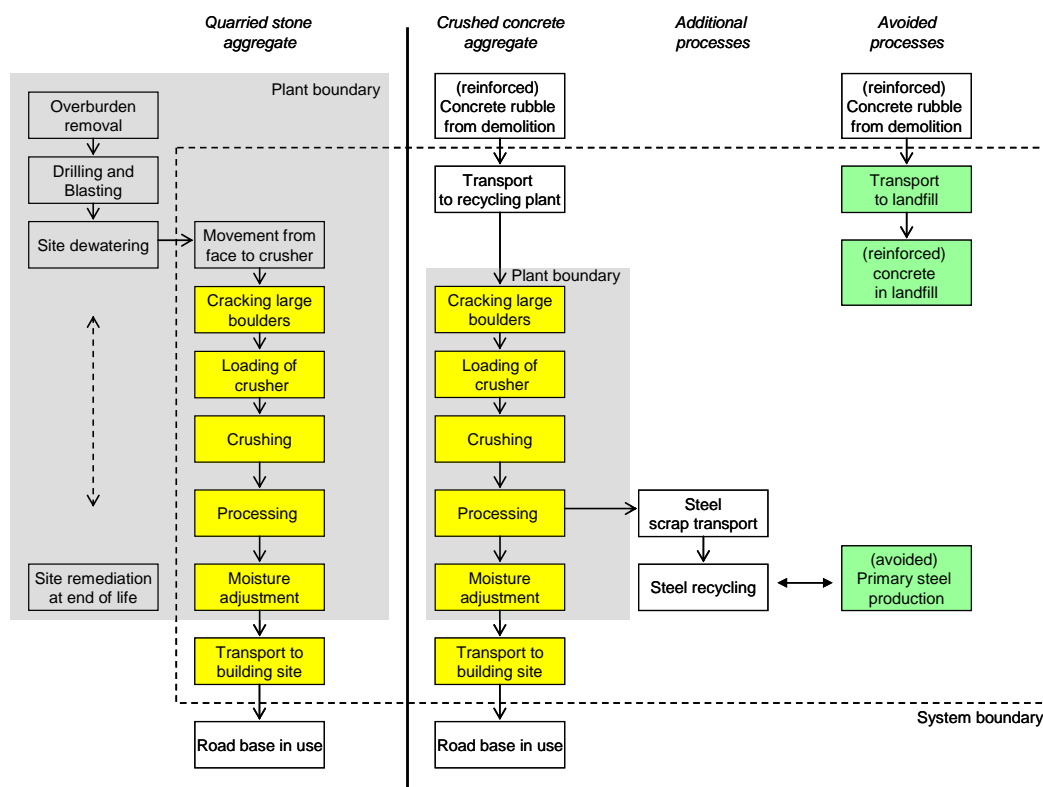 Quarried stone
aggregate
Crushed concrete
aggregate
Additional
processes
Avoided
processes
Plant boundary
Overburden
removal
Drilling and
Blasting
Site dewatering
Site remediation
at end of life
Movement from
face to crusher
Cracking large
boulders
Loading of
crusher
Crushing
Processing
Moisture
adjustment
Transport to
building site
Road base in use
(reinforced)
Concrete rubble
from demolition
Transport
to recycling plant
Plant boundary
Cracking large
boulders
Loading of
crusher
Crushing
Processing
Moisture
adjustment
Transport to
building site
Road base in use
Steel
scrap transport
Steel recycling
(reinforced)
Concrete rubble
from demolition
Transport
to landfill
(reinforced)
concrete
in landfill
(avoided)
Primary steel
production
System boundary